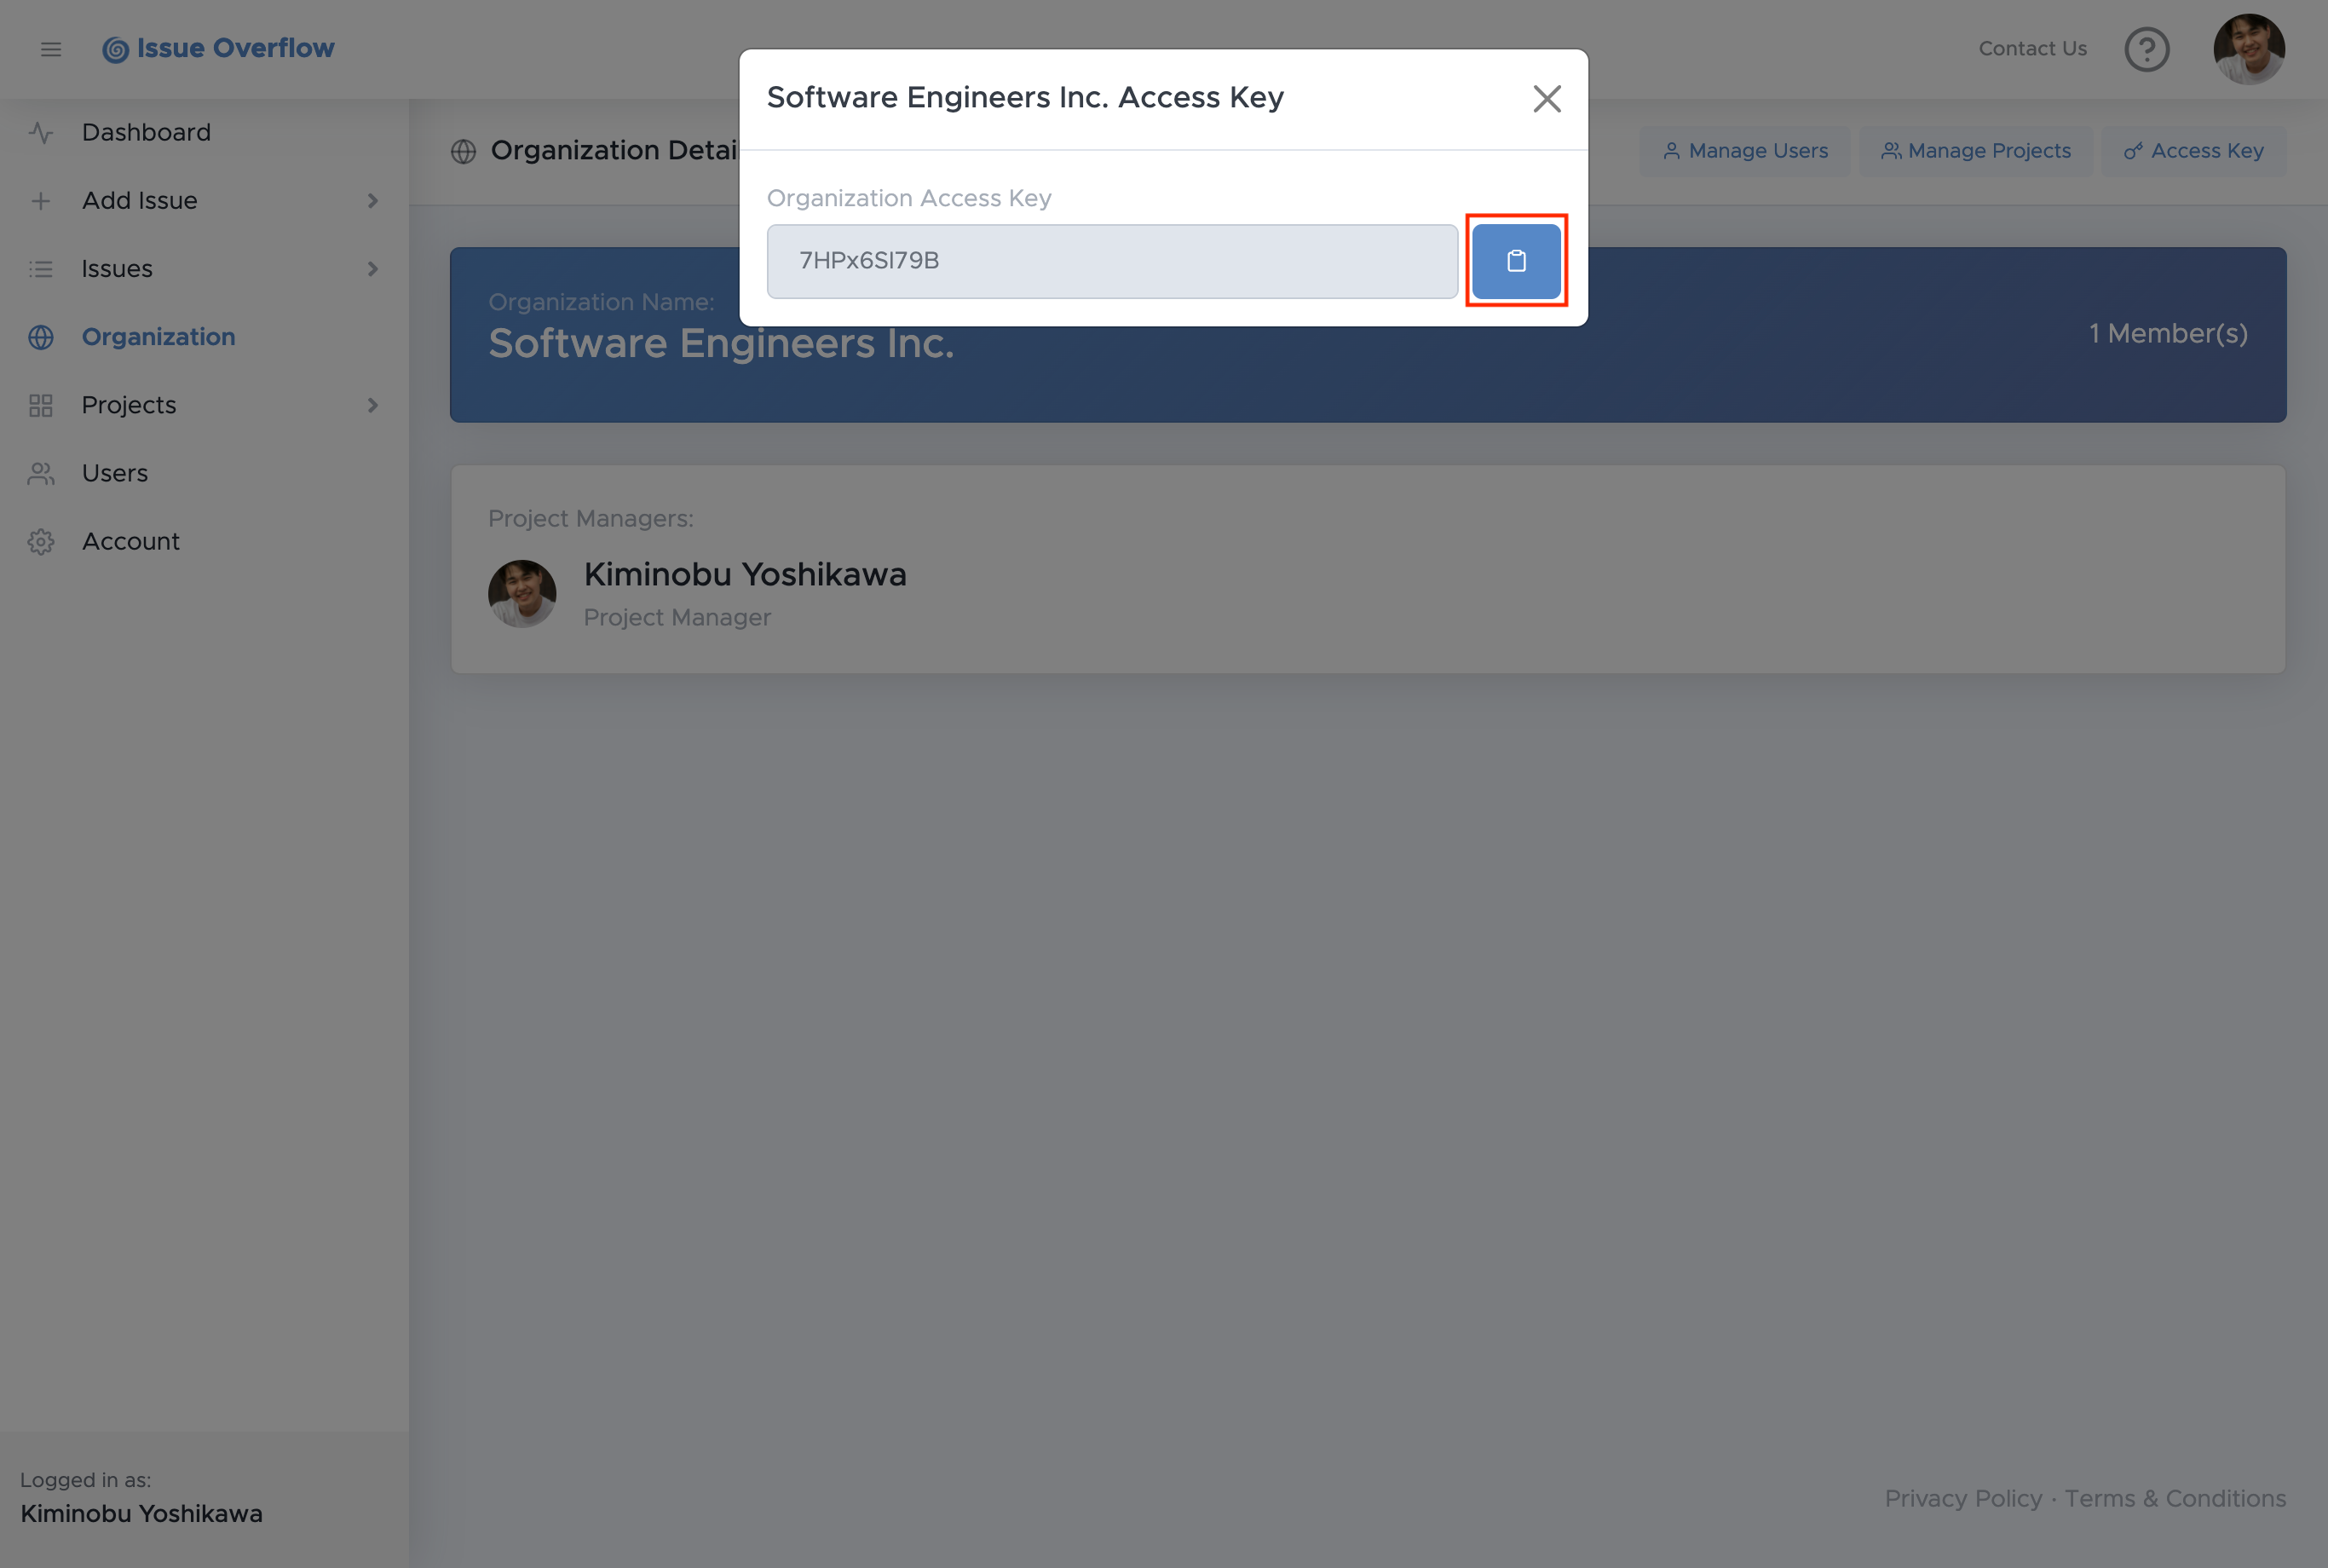 Issue Overflow
Contact Us
Software Engineers Inc. Access Key
Organization Access Key
7HPx6SI79B
Dashboard
Add Issue
Issues
Organization
Projects
Users
Account
Organization Detai
Manage Users
Manage Projects
Access Key
Organization Name:
Software Engineers Inc.
1 Member(s)
Project Managers:
Kiminobu Yoshikawa
Project Manager
Logged in as:
Kiminobu Yoshikawa
Privacy Policy · Terms & Conditions